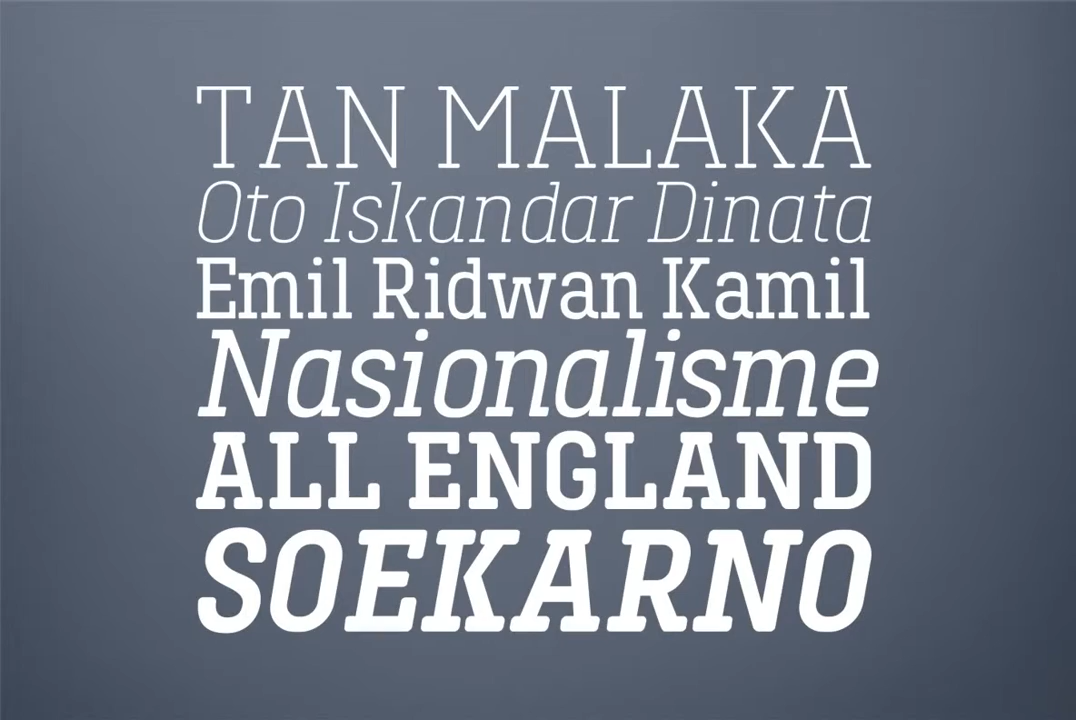 TAN MALAKA
Oto Iskandar Dinata
Emil Ridwan Kamil
Nasionalisme
ALL ENGLAND
SOEKARNO